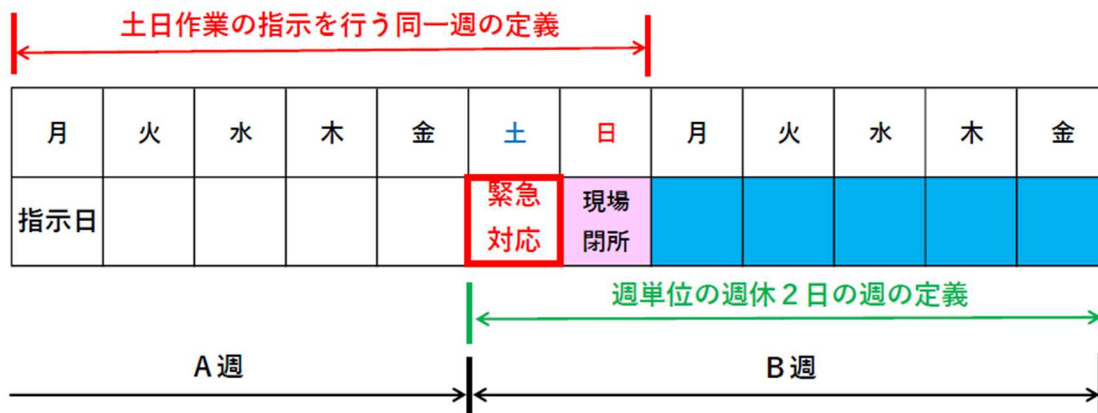 土日作業の指示を行う同一週の定義
月 火 水 木 金 土 日 月 火 水 木 金
指示日
緊急
対応
現場
閉所
週単位の週休２日の週の定義
A週
B週